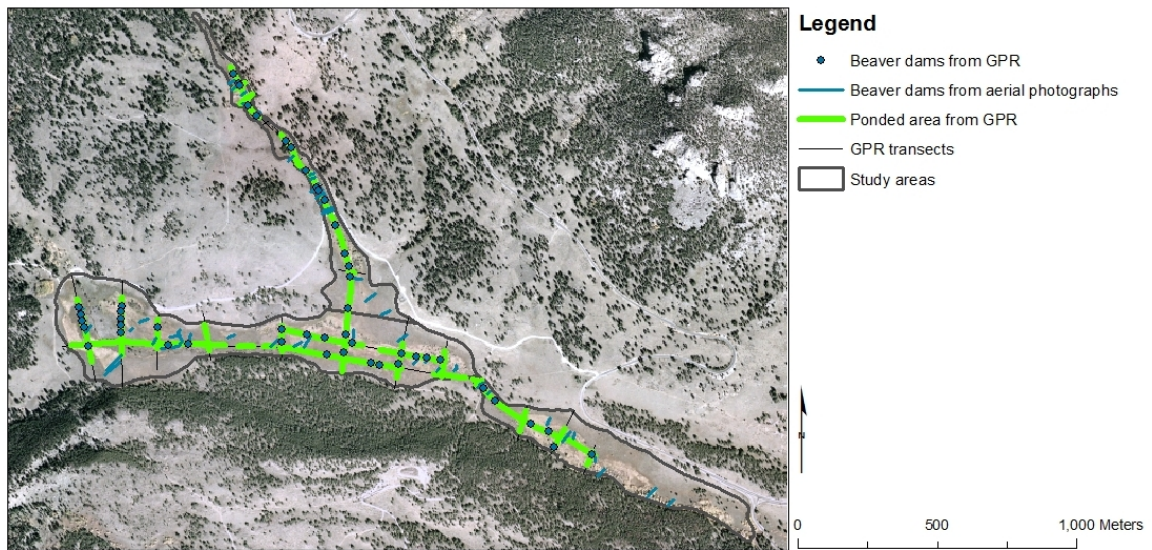 Legend
Beaver dams from GPR
Beaver dams from aerial photographs
Ponded area from GPR
GPR transects
Study areas
N
0 500 1,000 Meters